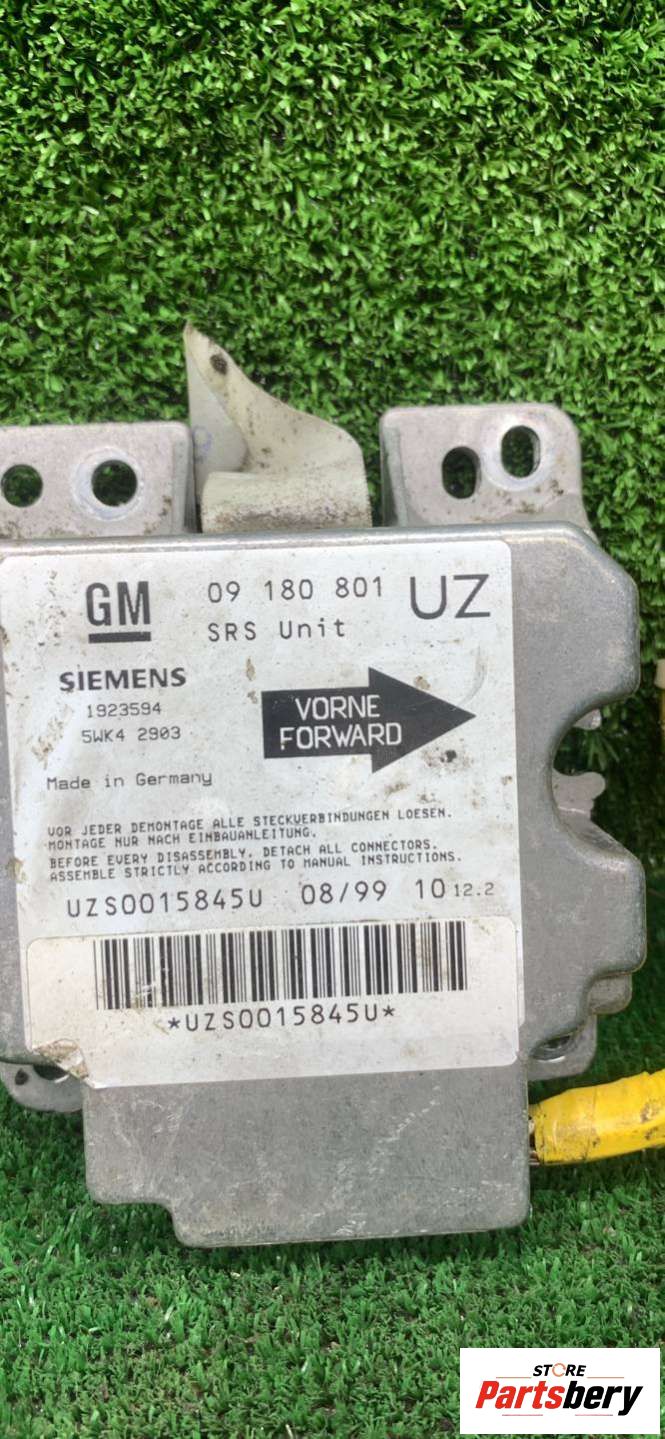 GM 09 180 801 UZ
SRS Unit
SIEMENS
1923594
5WK4 2903
VORNE
FORWARD
Made in Germany
VOR JEDER DEMONTAGE ALLE STECKVERBINDUNGEN LOESEN.
MONTAGE NUR NACH EINBAUANLEITUNG.
BEFORE EVERY DISASSEMBLY, DETACH ALL CONNECTORS.
ASSEMBLE STRICTLY ACCORDING TO MANUAL INSTRUCTIONS.
UZS0015845U 08/99 10 12.2
*UZS0015845U*
STORE
Partsbery